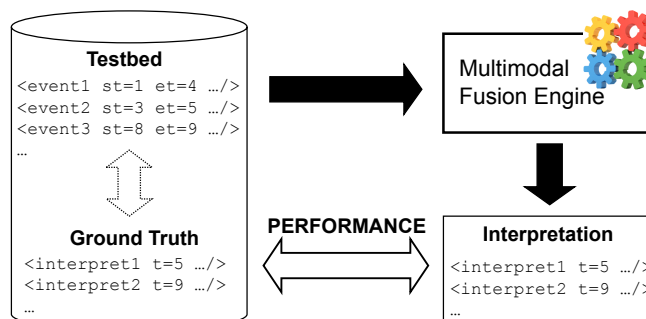 Testbed
<event1 st=1 et=4 …/>
<event2 st=3 et=5 …/>
<event3 st=8 et=9 …/>
…
Ground Truth
<interpret1 t=5 …/>
<interpret2 t=9 …/>
…
PERFORMANCE
Multimodal
Fusion Engine
Interpretation
<interpret1 t=5 …/>
<interpret2 t=9 …/>
…